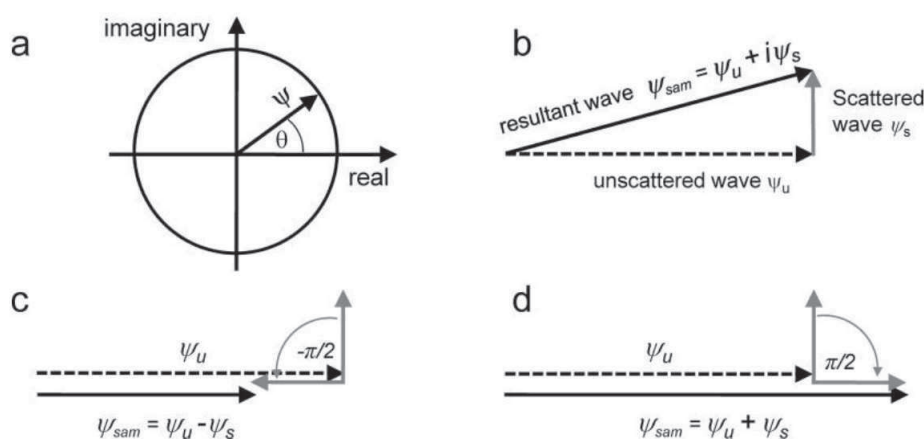 a
imaginary
ψ
θ
real
b
resultant wave ψsam = ψu + iψs
Scattered
wave ψs
unscattered wave ψu
c
ψu
-π/2
ψsam = ψu - ψs
d
ψu
π/2
ψsam = ψu + ψs